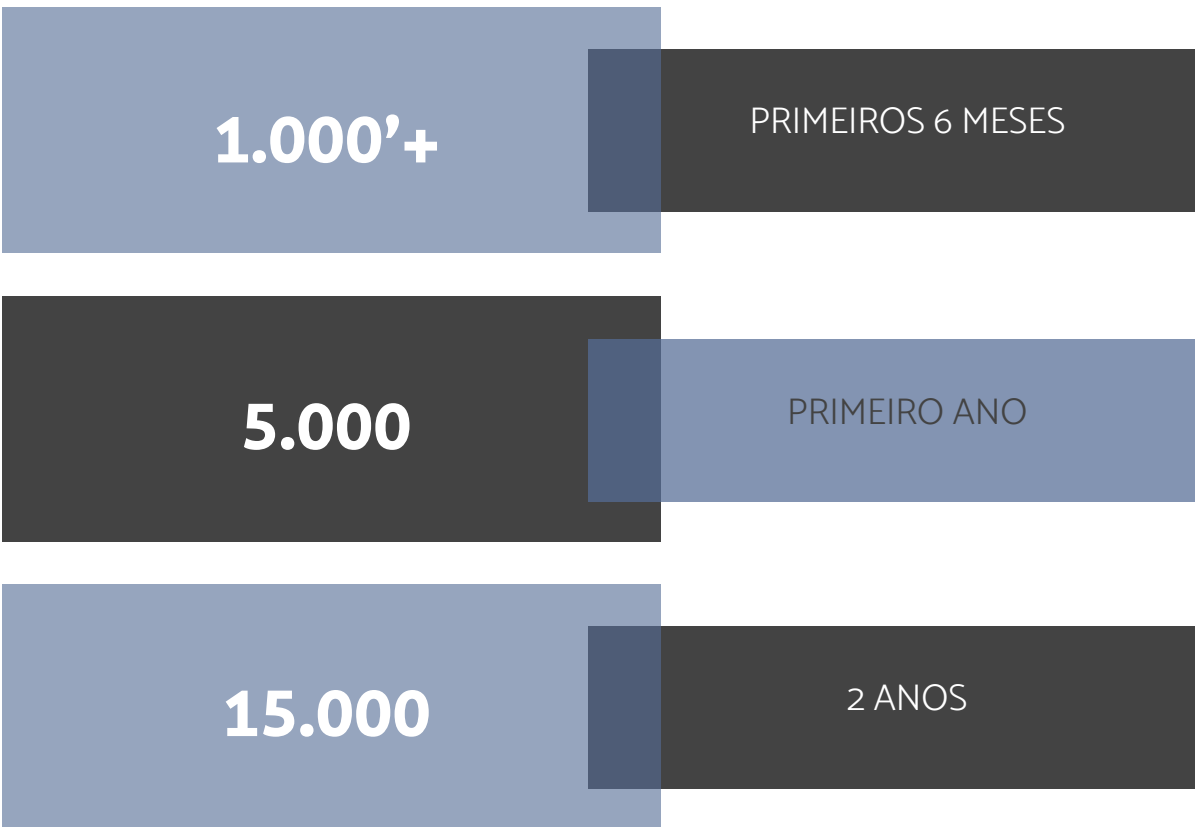 1.000’+
PRIMEIROS 6 MESES
5.000
PRIMEIRO ANO
15.000
2 ANOS